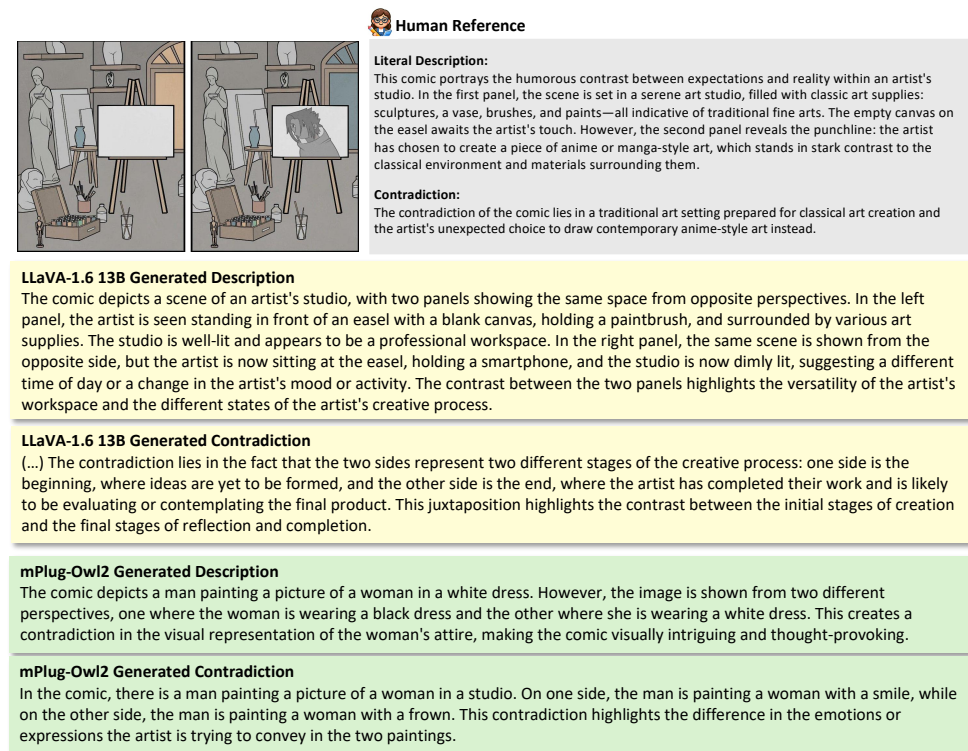 Human Reference
Literal Description:
This comic portrays the humorous contrast between expectations and reality within an artist's
studio. In the first panel, the scene is set in a serene art studio, filled with classic art supplies:
sculptures, a vase, brushes, and paints—all indicative of traditional fine arts. The empty canvas on
the easel awaits the artist's touch. However, the second panel reveals the punchline: the artist
has chosen to create a piece of anime or manga-style art, which stands in stark contrast to the
classical environment and materials surrounding them.
Contradiction:
The contradiction of the comic lies in a traditional art setting prepared for classical art creation and
the artist's unexpected choice to draw contemporary anime-style art instead.
LLaVA-1.6 13B Generated Description
The comic depicts a scene of an artist's studio, with two panels showing the same space from opposite perspectives. In the left
panel, the artist is seen standing in front of an easel with a blank canvas, holding a paintbrush, and surrounded by various art
supplies. The studio is well-lit and appears to be a professional workspace. In the right panel, the same scene is shown from the
opposite side, but the artist is now sitting at the easel, holding a smartphone, and the studio is now dimly lit, suggesting a different
time of day or a change in the artist's mood or activity. The contrast between the two panels highlights the versatility of the artist's
workspace and the different states of the artist's creative process.
LLaVA-1.6 13B Generated Contradiction
(...) The contradiction lies in the fact that the two sides represent two different stages of the creative process: one side is the
beginning, where ideas are yet to be formed, and the other side is the end, where the artist has completed their work and is likely
to be evaluating or contemplating the final product. This juxtaposition highlights the contrast between the initial stages of creation
and the final stages of reflection and completion.
mPlug-Owl2 Generated Description
The comic depicts a man painting a picture of a woman in a white dress. However, the image is shown from two different
perspectives, one where the woman is wearing a black dress and the other where she is wearing a white dress. This creates a
contradiction in the visual representation of the woman's attire, making the comic visually intriguing and thought-provoking.
mPlug-Owl2 Generated Contradiction
In the comic, there is a man painting a picture of a woman in a studio. On one side, the man is painting a woman with a smile, while
on the other side, the man is painting a woman with a frown. This contradiction highlights the difference in the emotions or
expressions the artist is trying to convey in the two paintings.